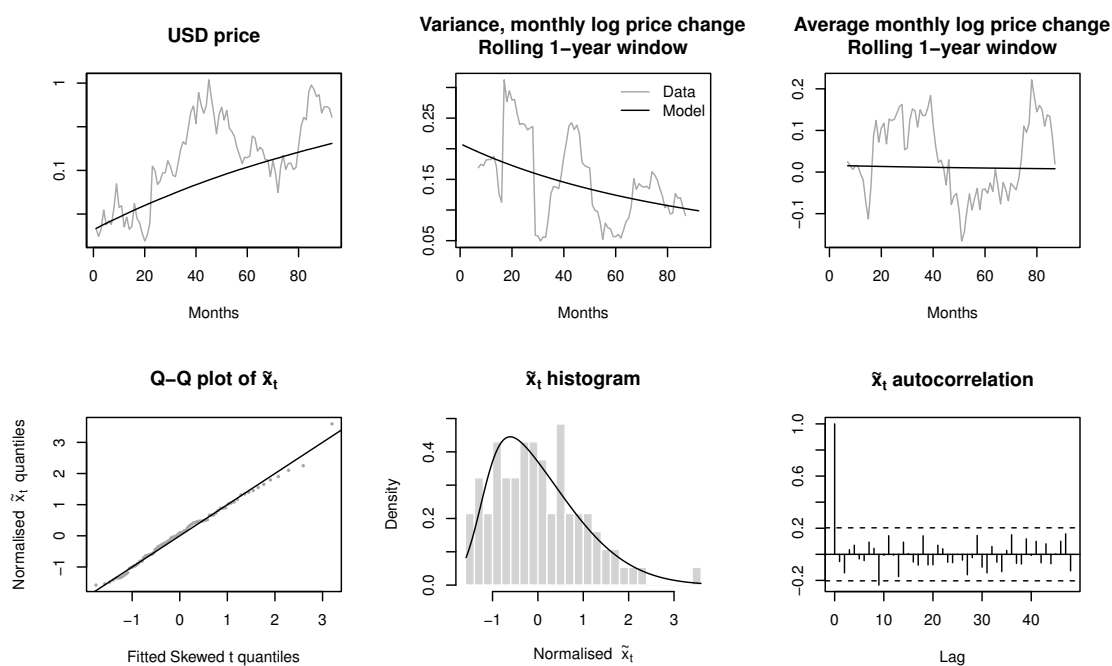 USD price
1
0.1
0 20 40 60 80
Months
Variance, monthly log price change
Rolling 1−year window
Data
Model
0.25
0.15
0.05
0 20 40 60 80
Months
Average monthly log price change
Rolling 1−year window
0.2
0.1
0.0
−0.1
0 20 40 60 80
Months
Q−Q plot of x̃t
Normalised x̃t quantiles
3
2
1
0
−1
−1 0 1 2 3
Fitted Skewed t quantiles
x̃t histogram
Density
0.4
0.2
0.0
−1 0 1 2 3
Normalised x̃t
x̃t autocorrelation
1.0
0.6
0.2
−0.2
0 10 20 30 40
Lag